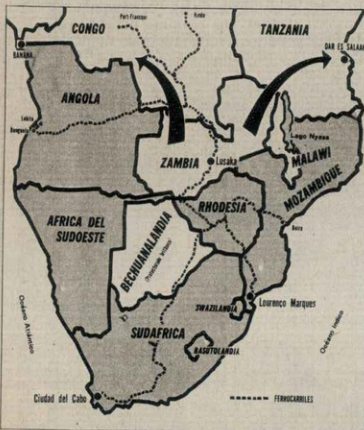 CONGO
TANZANIA
Port Francqui
DAR ES SALAAM
BANANA
ANGOLA
Lobito
Benguela
Lago Nyasa
ZAMBIA
Lusaka
MALAWI
MOZAMBIQUE
RHODESIA
AFRICA DEL
SUDOESTE
BECHUANALANDIA
Beira
SWAZILANDIA
Lourenço Marques
SUDAFRICA
BASUTOLANDIA
Océano Atlántico
Océano Indico
Ciudad del Cabo
FERROCARRILES